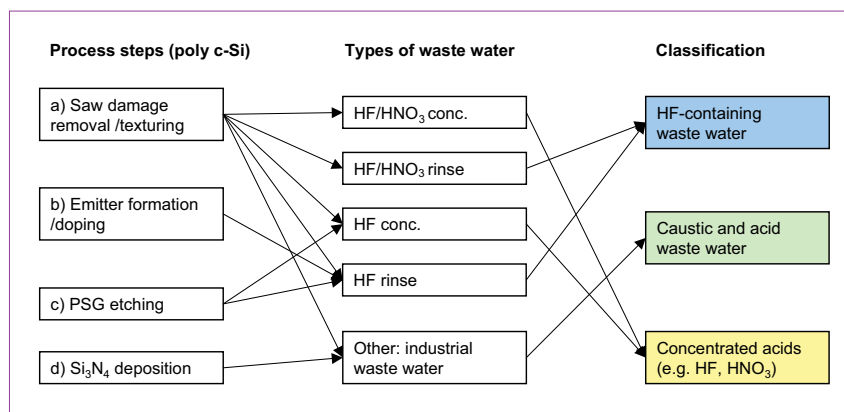 Process steps (poly c-Si)
Types of waste water
Classification
a) Saw damage
removal /texturing
b) Emitter formation
/doping
c) PSG etching
d) Si₃N₄ deposition
HF/HNO₃ conc.
HF/HNO₃ rinse
HF conc.
HF rinse
Other: industrial
waste water
HF-containing
waste water
Caustic and acid
waste water
Concentrated acids
(e.g. HF, HNO₃)